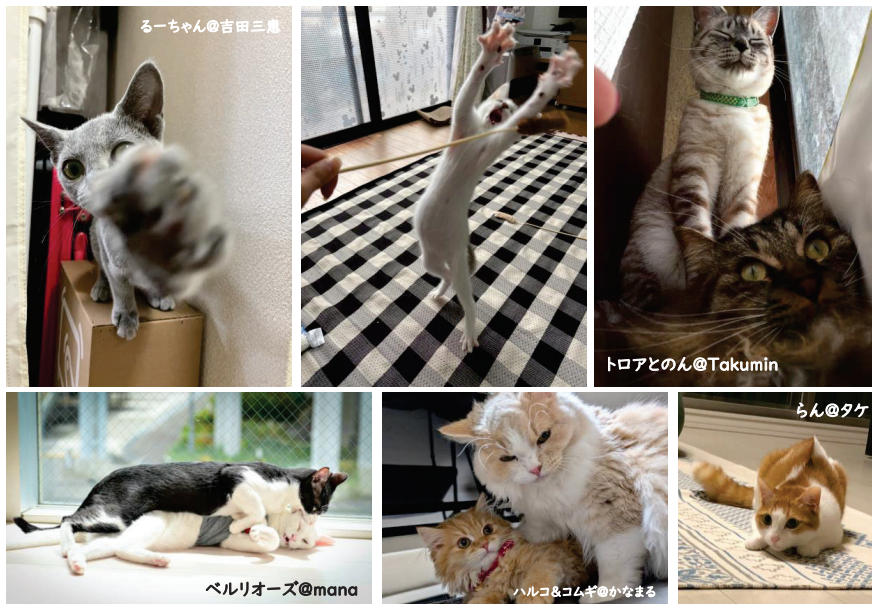 るーちゃん@吉田三恵
トロアとのん@Takumin
ベルリオーズ@mana
ハルコ&コムギ@かなまる
らん@タケ